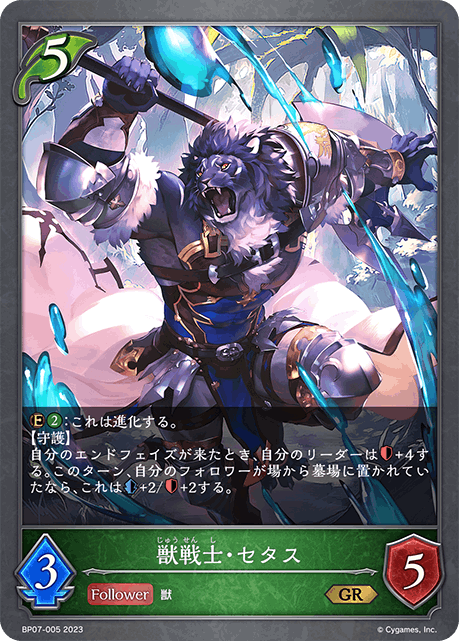 5
E 2:これは進化する。
【守護】
自分のエンドフェイズが来たとき、自分のリーダーは+4す
る。このターン、自分のフォロワーが場から墓場に置かれてい
たなら、これは+2/+2する。
じゅう せん し
獣戦士・セタス
3
Follower 獣
GR
5
BP07-005 2023
© Cygames, Inc.